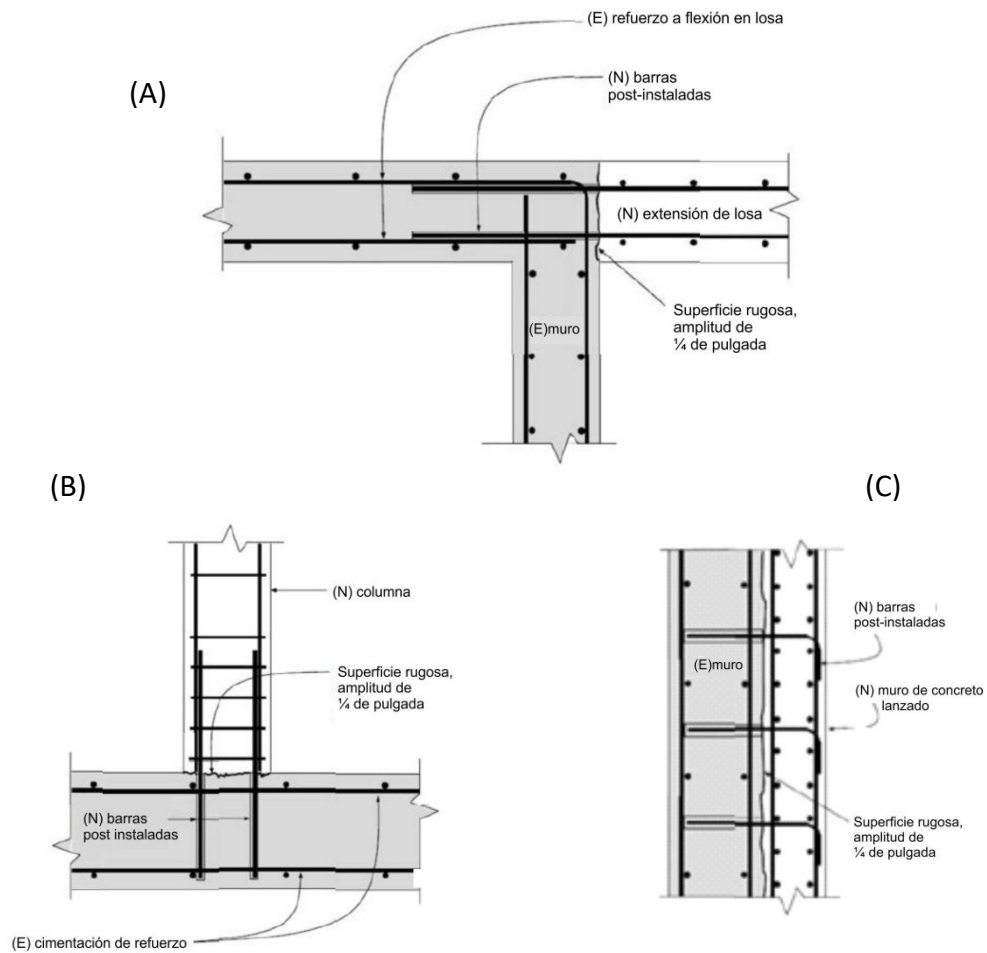 (E) refuerzo a flexión en losa
(A)
(N) barras
post-instaladas
(N) extensión de losa
Superficie rugosa,
amplitud de
¼ de pulgada
(E)muro
(B)
(N) columna
Superficie rugosa,
amplitud de
¼ de pulgada
(N) barras
post instaladas
(E) cimentación de refuerzo
(C)
(N) barras
post-instaladas
(E)muro
(N) muro de concreto
lanzado
Superficie rugosa,
amplitud de
¼ de pulgada